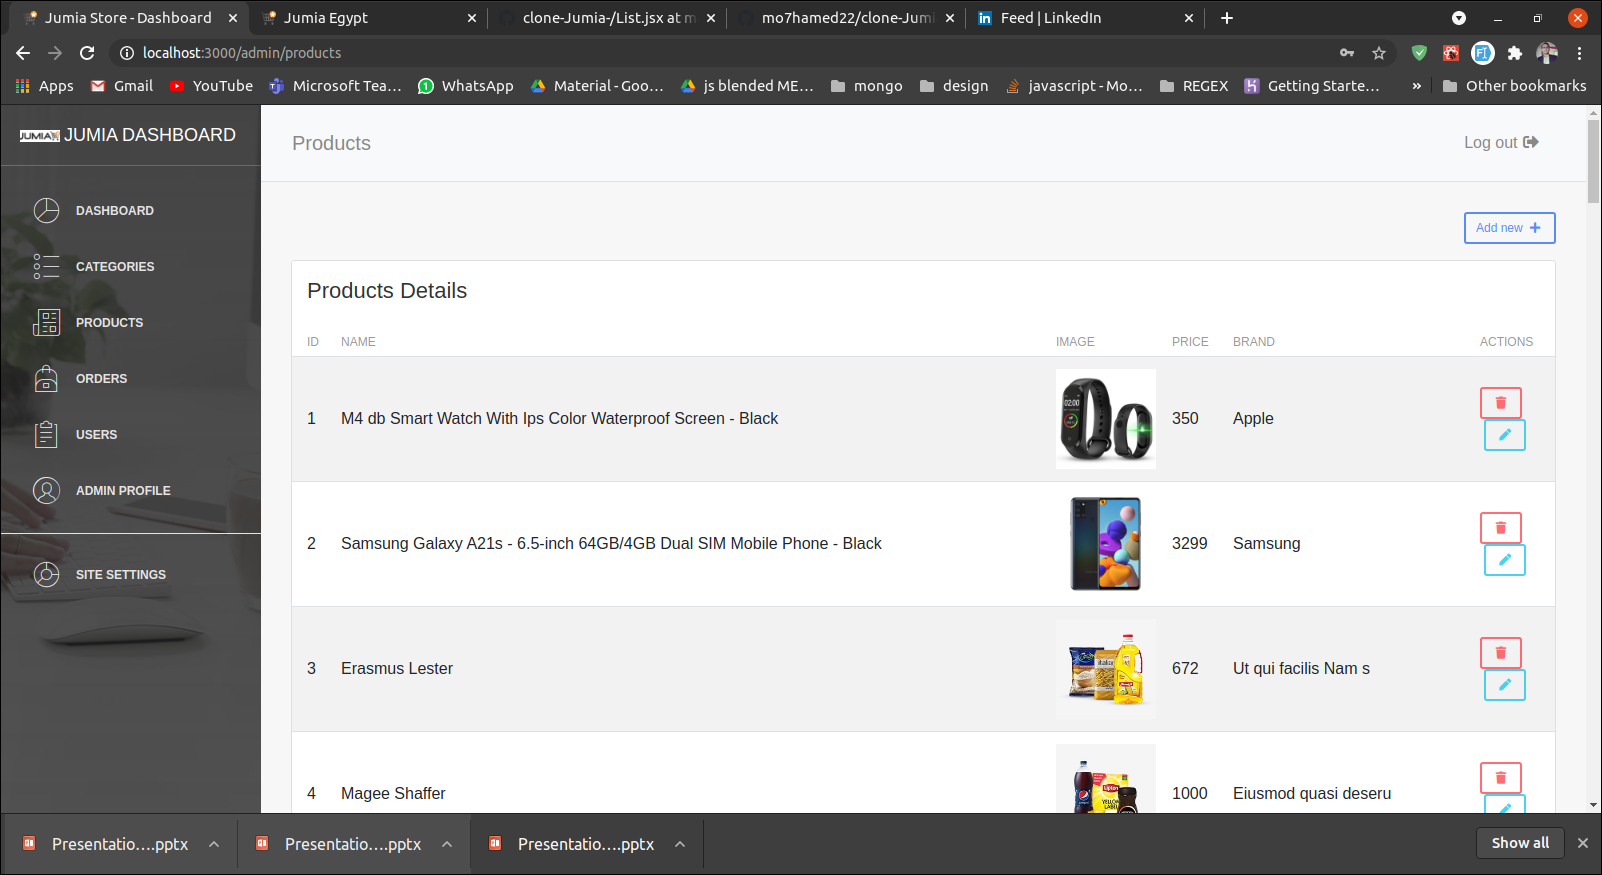 Jumia Store - Dashboard
Jumia Egypt
clone-Jumia-/List.jsx at m
mo7hamed22/clone-Jumi
Feed | LinkedIn
localhost:3000/admin/products
Apps
Gmail
YouTube
Microsoft Tea…
WhatsApp
Material - Goo…
js blended ME…
mongo
design
javascript - Mo…
REGEX
Getting Starte…
»
Other bookmarks
JUMIA
JUMIA DASHBOARD
DASHBOARD
CATEGORIES
PRODUCTS
ORDERS
USERS
ADMIN PROFILE
SITE SETTINGS
Products
Log out
Add new
Products Details
ID NAME IMAGE PRICE BRAND ACTIONS
1 M4 db Smart Watch With Ips Color Waterproof Screen - Black 02:00 350 Apple
2 Samsung Galaxy A21s - 6.5-inch 64GB/4GB Dual SIM Mobile Phone - Black 3299 Samsung
3 Erasmus Lester 672 Ut qui facilis Nam s
4 Magee Shaffer pepsi Lipton YELLOW LABEL 1000 Eiusmod quasi deseru
Presentatio….pptx
Presentatio….pptx
Presentatio….pptx
Show all